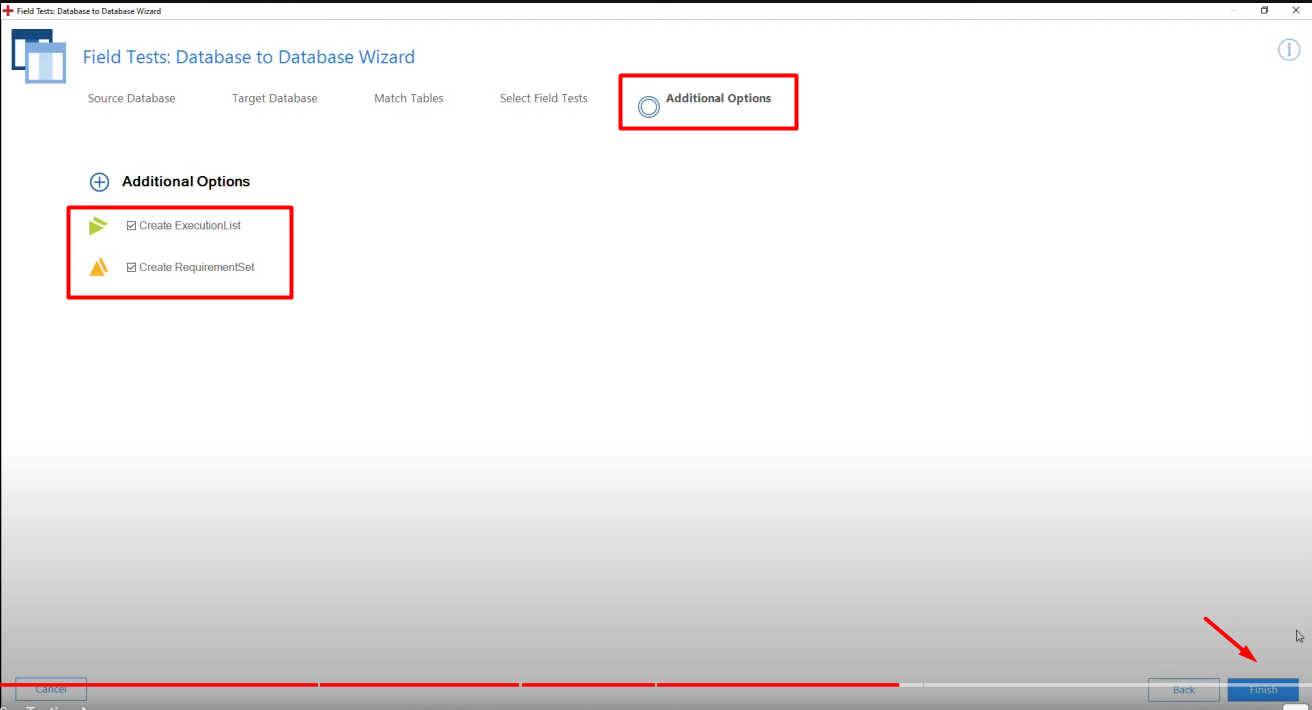 Field Tests: Database to Database Wizard
Field Tests: Database to Database Wizard
Source Database
Target Database
Match Tables
Select Field Tests
Additional Options
Additional Options
Create ExecutionList
Create RequirementSet
Cancel
Back
Finish